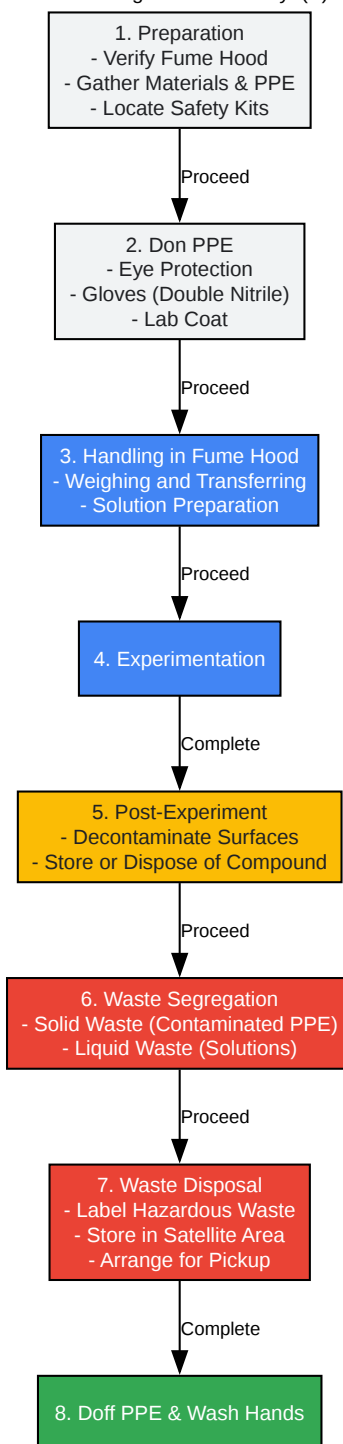 1. Preparation
- Verify Fume Hood
- Gather Materials & PPE
- Locate Safety Kits
Proceed
2. Don PPE
- Eye Protection
- Gloves (Double Nitrile)
- Lab Coat
Proceed
3. Handling in Fume Hood
- Weighing and Transferring
- Solution Preparation
Proceed
4. Experimentation
Complete
5. Post-Experiment
- Decontaminate Surfaces
- Store or Dispose of Compound
Proceed
6. Waste Segregation
- Solid Waste (Contaminated PPE)
- Liquid Waste (Solutions)
Proceed
7. Waste Disposal
- Label Hazardous Waste
- Store in Satellite Area
- Arrange for Pickup
Complete
8. Doff PPE & Wash Hands